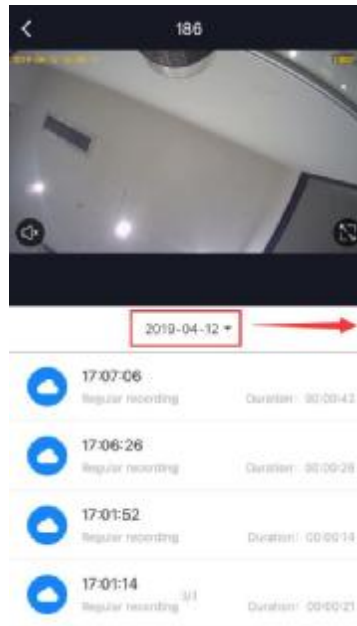 186
2019-04-12
17:07:06
Regular recording Duration: 00:00:42
17:06:26
Regular recording Duration: 00:00:26
17:01:52
Regular recording Duration: 00:00:14
17:01:14
Regular recording Duration: 00:00:21